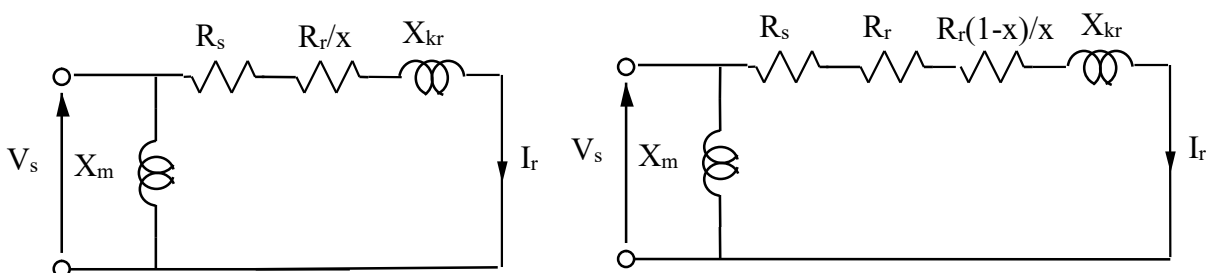 Rs Rr/x Xkr
Vs Xm Ir
Rs Rr Rr(1-x)/x Xkr
Vs Xm Ir